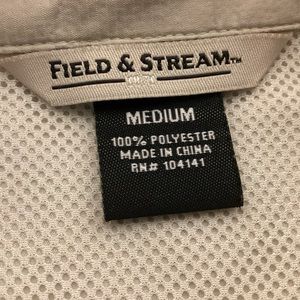 FIELD & STREAM™
MEDIUM
100% POLYESTER
MADE IN CHINA
RN# 104141